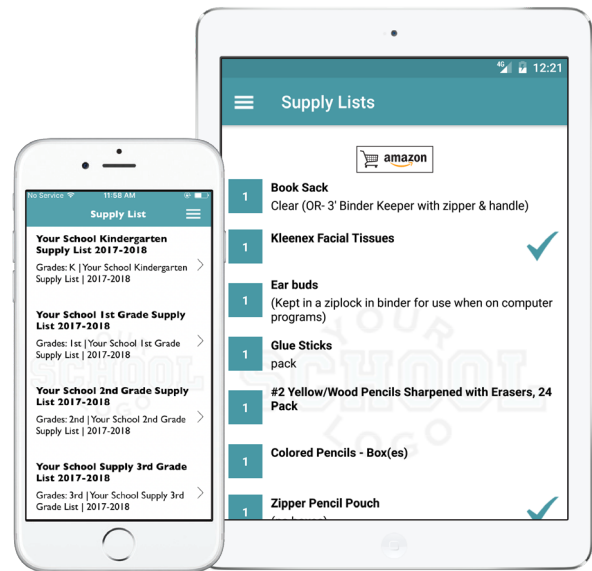 No Service 11:58 AM
Supply List
Your School Kindergarten
Supply List 2017-2018
Grades: K | Your School Kindergarten
Supply List | 2017-2018
Your School 1st Grade Supply
List 2017-2018
Grades: 1st | Your School 1st Grade
Supply List | 2017-2018
Your School 2nd Grade Supply
List 2017-2018
Grades: 2nd | Your School 2nd Grade
Supply List | 2017-2018
Your School Supply 3rd Grade
List 2017-2018
Grades: 3rd | Your School Supply 3rd
Grade List | 2017-2018
4G 12:21
Supply Lists
amazon
1 Book Sack
Clear (OR- 3' Binder Keeper with zipper & handle)
1 Kleenex Facial Tissues
1 Ear buds
(Kept in a ziplock in binder for use when on computer
programs)
1 Glue Sticks
pack
1 #2 Yellow/Wood Pencils Sharpened with Erasers, 24
Pack
1 Colored Pencils - Box(es)
1 Zipper Pencil Pouch
YOUR
SCHOOL
LOGO